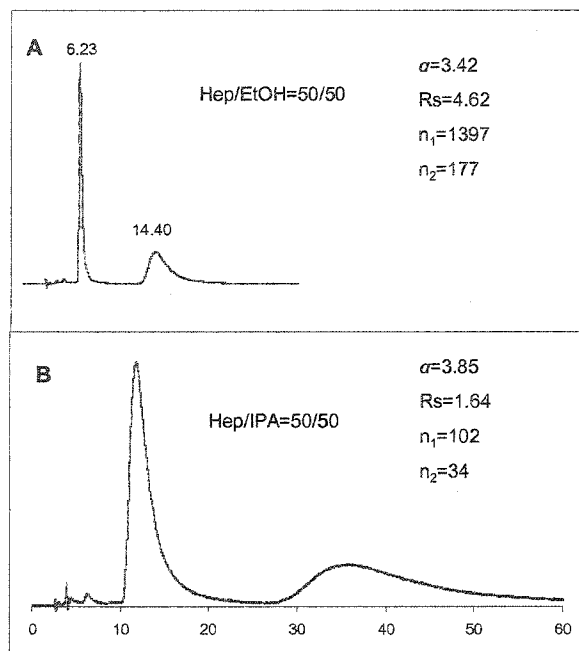 A
6.23
Hep/EtOH=50/50
α=3.42
Rs=4.62
n₁=1397
n₂=177
14.40
B
Hep/IPA=50/50
α=3.85
Rs=1.64
n₁=102
n₂=34
0 10 20 30 40 50 60